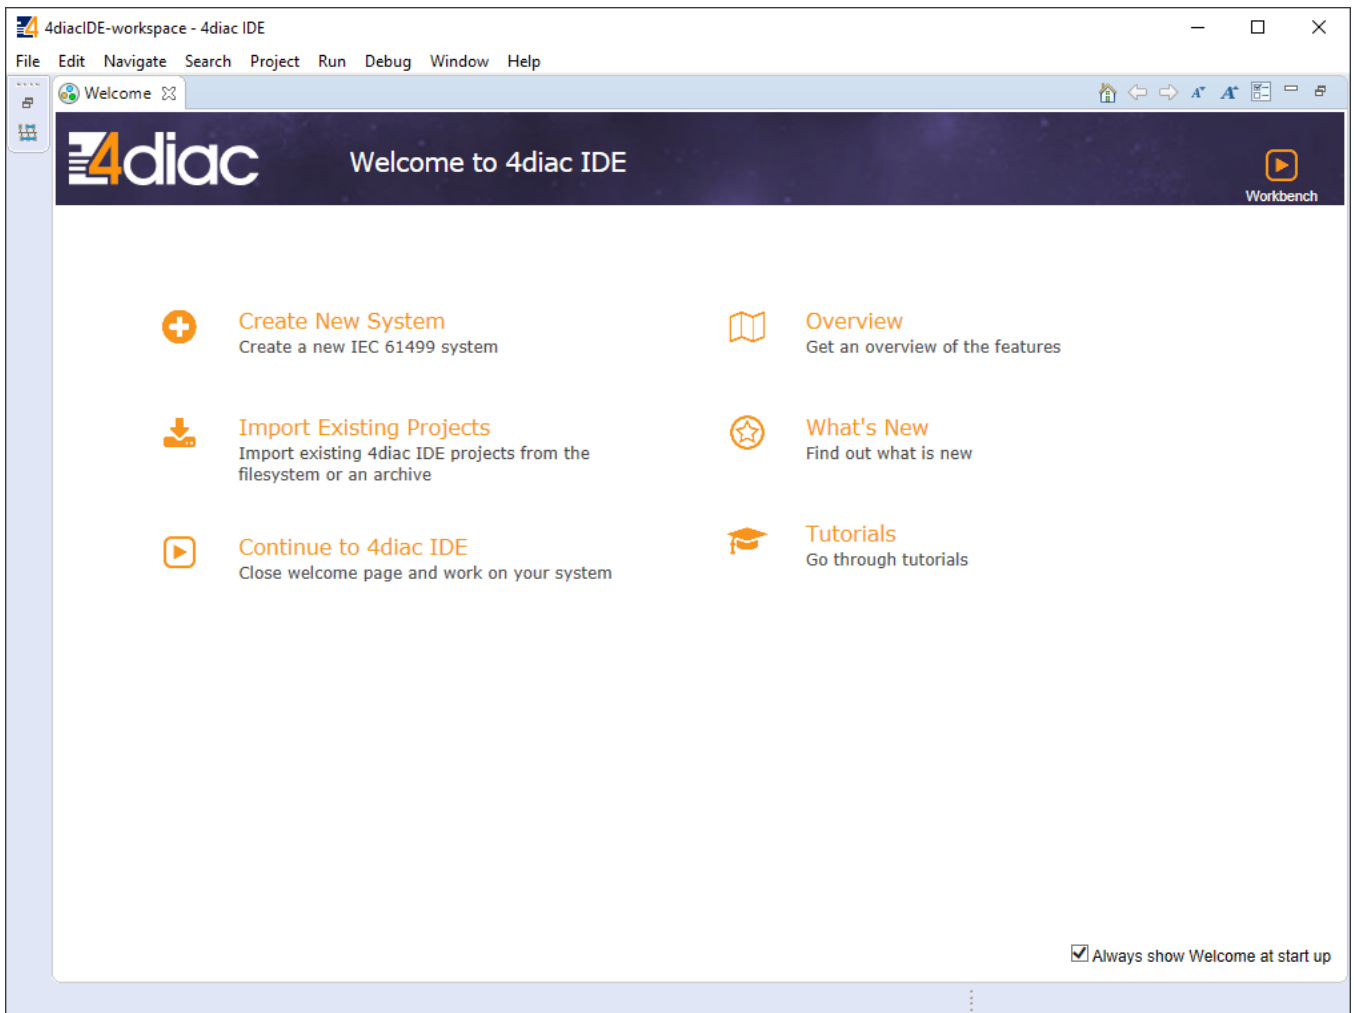 4diacIDE-workspace - 4diac IDE
File Edit Navigate Search Project Run Debug Window Help
Welcome
4diac Welcome to 4diac IDE
Workbench
Create New System
Create a new IEC 61499 system
Import Existing Projects
Import existing 4diac IDE projects from the
filesystem or an archive
Continue to 4diac IDE
Close welcome page and work on your system
Overview
Get an overview of the features
What's New
Find out what is new
Tutorials
Go through tutorials
Always show Welcome at start up